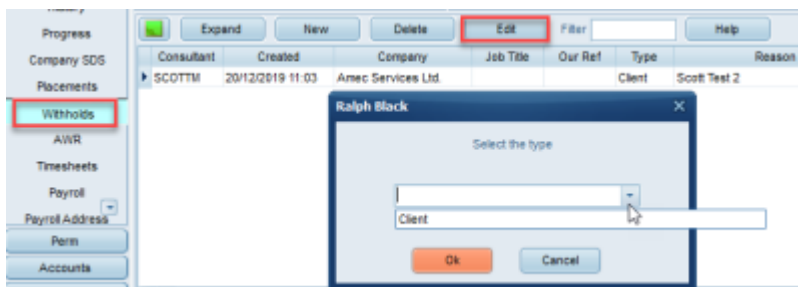 Progress
Company SDS
Placements
Withholds
AWR
Timesheets
Payroll
Payroll Address
Perm
Accounts
Expand New Delete Edit Filter Help
Consultant Created Company Job Title Our Ref Type Reason
SCOTTM 20/12/2019 11:03 Amec Services Ltd. Client Scott Test 2
Ralph Black
Select the type
Client
Ok Cancel